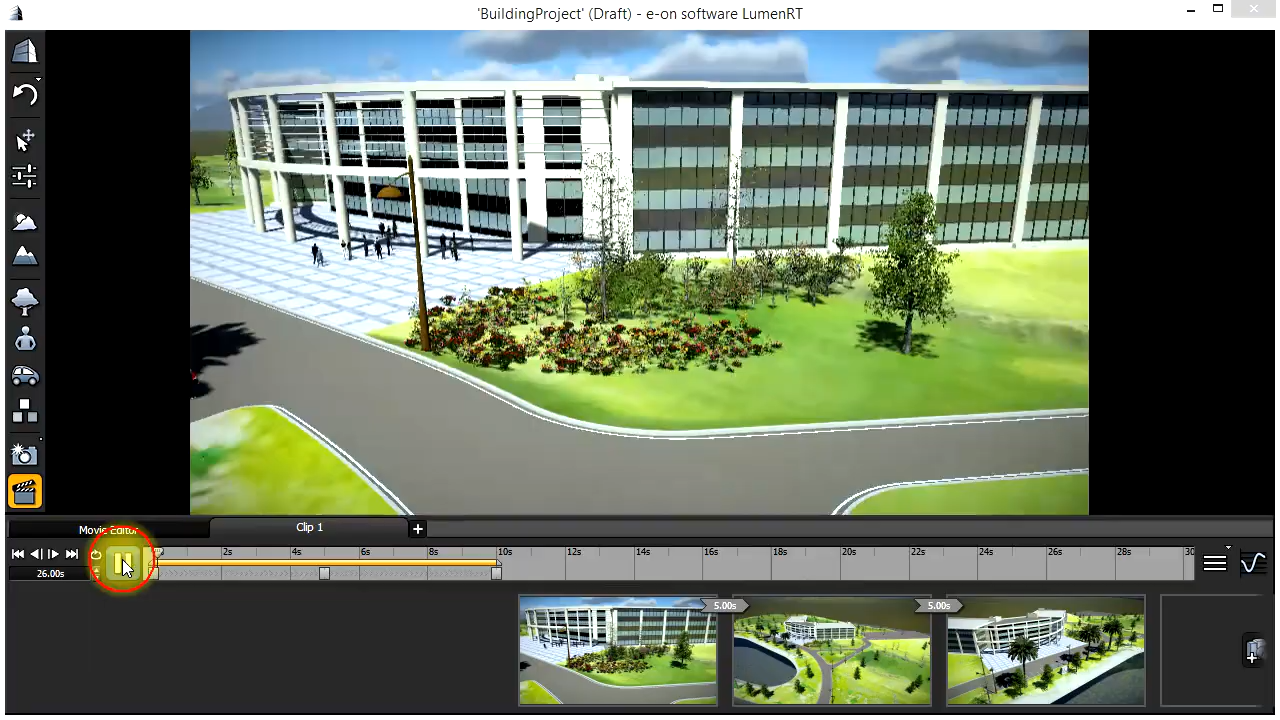 'BuildingProject' (Draft) - e-on software LumenRT
Movie Editor
Clip 1
+
2s 4s 6s 8s 10s 12s 14s 16s 18s 20s 22s 24s 26s 28s 30
26.00s
5.00s 5.00s